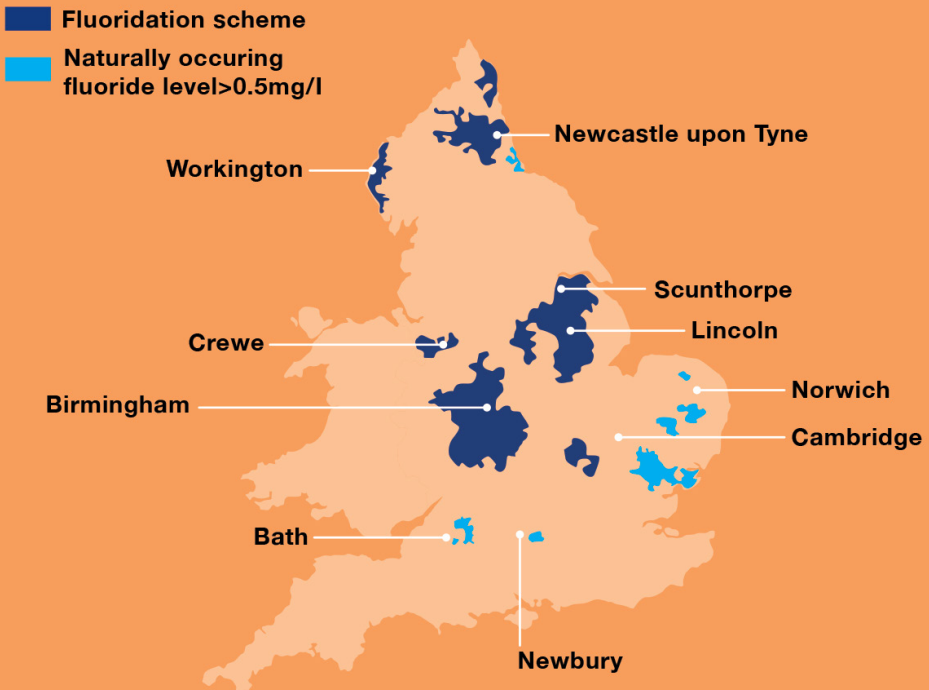 Fluoridation scheme
Naturally occuring
fluoride level>0.5mg/l
Newcastle upon Tyne
Workington
Scunthorpe
Lincoln
Crewe
Norwich
Birmingham
Cambridge
Bath
Newbury